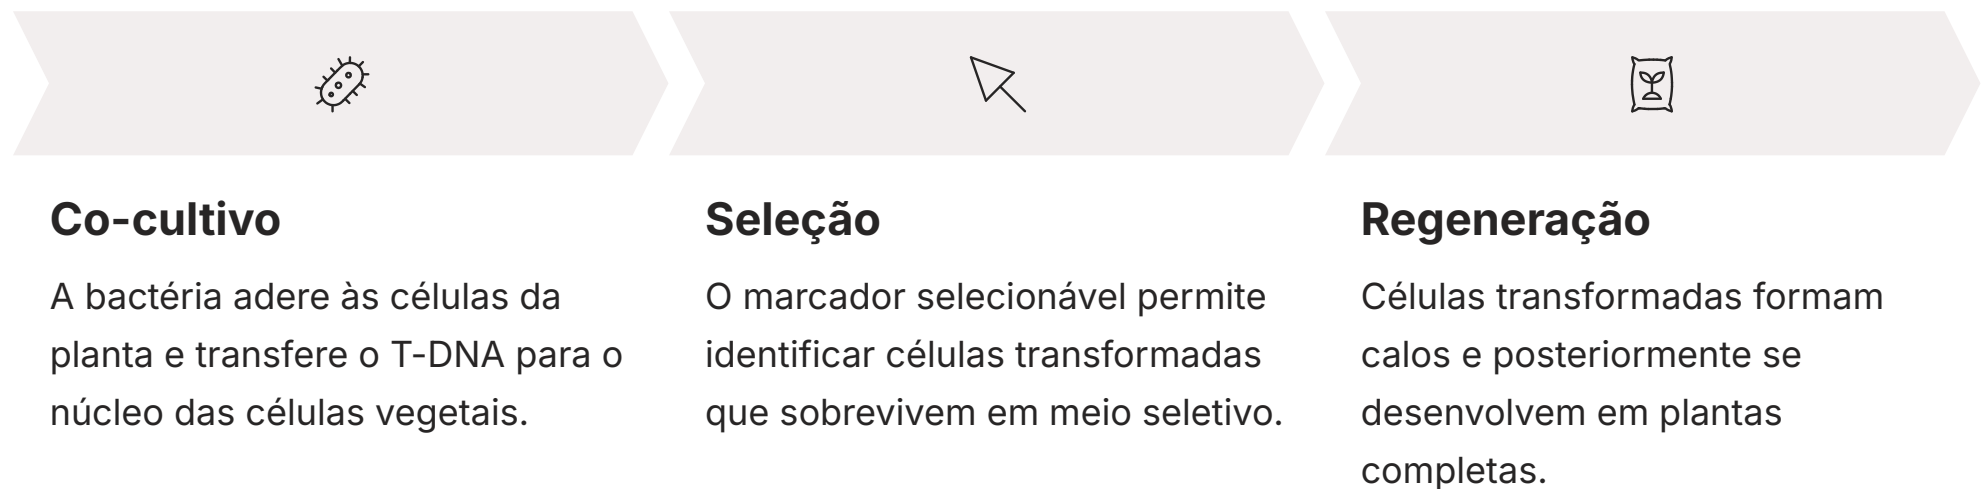 Co-cultivo
A bactéria adere às células da
planta e transfere o T-DNA para o
núcleo das células vegetais.
Seleção
O marcador selecionável permite
identificar células transformadas
que sobrevivem em meio seletivo.
Regeneração
Células transformadas formam
calos e posteriormente se
desenvolvem em plantas
completas.